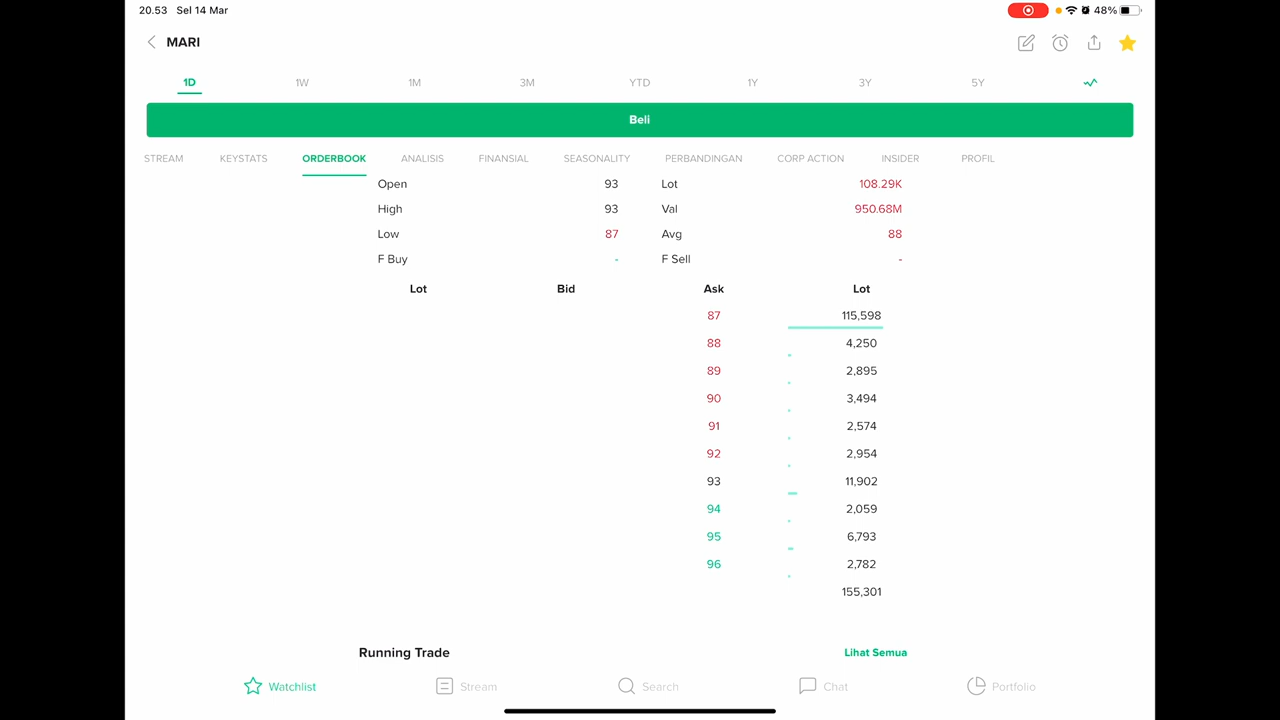 20.53 Sel 14 Mar 48%
MARI
1D 1W 1M 3M YTD 1Y 3Y 5Y
Beli
STREAM KEYSTATS ORDERBOOK ANALISIS FINANSIAL SEASONALITY PERBANDINGAN CORP ACTION INSIDER PROFIL
Open 93 Lot 108.29K
High 93 Val 950.68M
Low 87 Avg 88
F Buy - F Sell -
Lot Bid Ask Lot
87 115,598
88 4,250
89 2,895
90 3,494
91 2,574
92 2,954
93 11,902
94 2,059
95 6,793
96 2,782
155,301
Running Trade Lihat Semua
Watchlist Stream Search Chat Portfolio